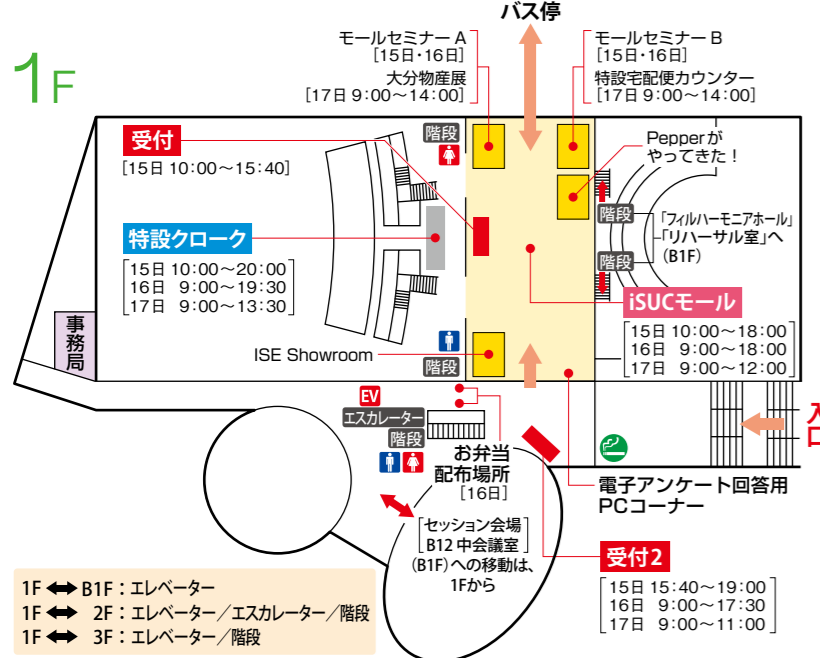 バス停
1F
モールセミナー A
[15日・16日]
大分物産展
[17日 9:00〜14:00]
モールセミナー B
[15日・16日]
特設宅配便カウンター
[17日 9:00〜14:00]
階段
Pepperが
やってきた！
受付
[15日 10:00〜15:40]
階段
「フィルハーモニアホール」
「リハーサル室」へ
(B1F)
階段
特設クローク
15日 10:00〜20:00
16日 9:00〜19:30
17日 9:00〜13:30
iSUCモール
15日 10:00〜18:00
16日 9:00〜18:00
17日 9:00〜12:00
事務局
ISE Showroom
階段
EV
エスカレーター
階段
入口
お弁当
配布場所
[16日]
電子アンケート回答用
PCコーナー
セッション会場
B12 中会議室
(B1F)への移動は、
1Fから
受付2
15日 15:40〜19:00
16日 9:00〜17:30
17日 9:00〜11:00
1F ⬌ B1F：エレベーター
1F ⬌ 2F：エレベーター／エスカレーター／階段
1F ⬌ 3F：エレベーター／階段